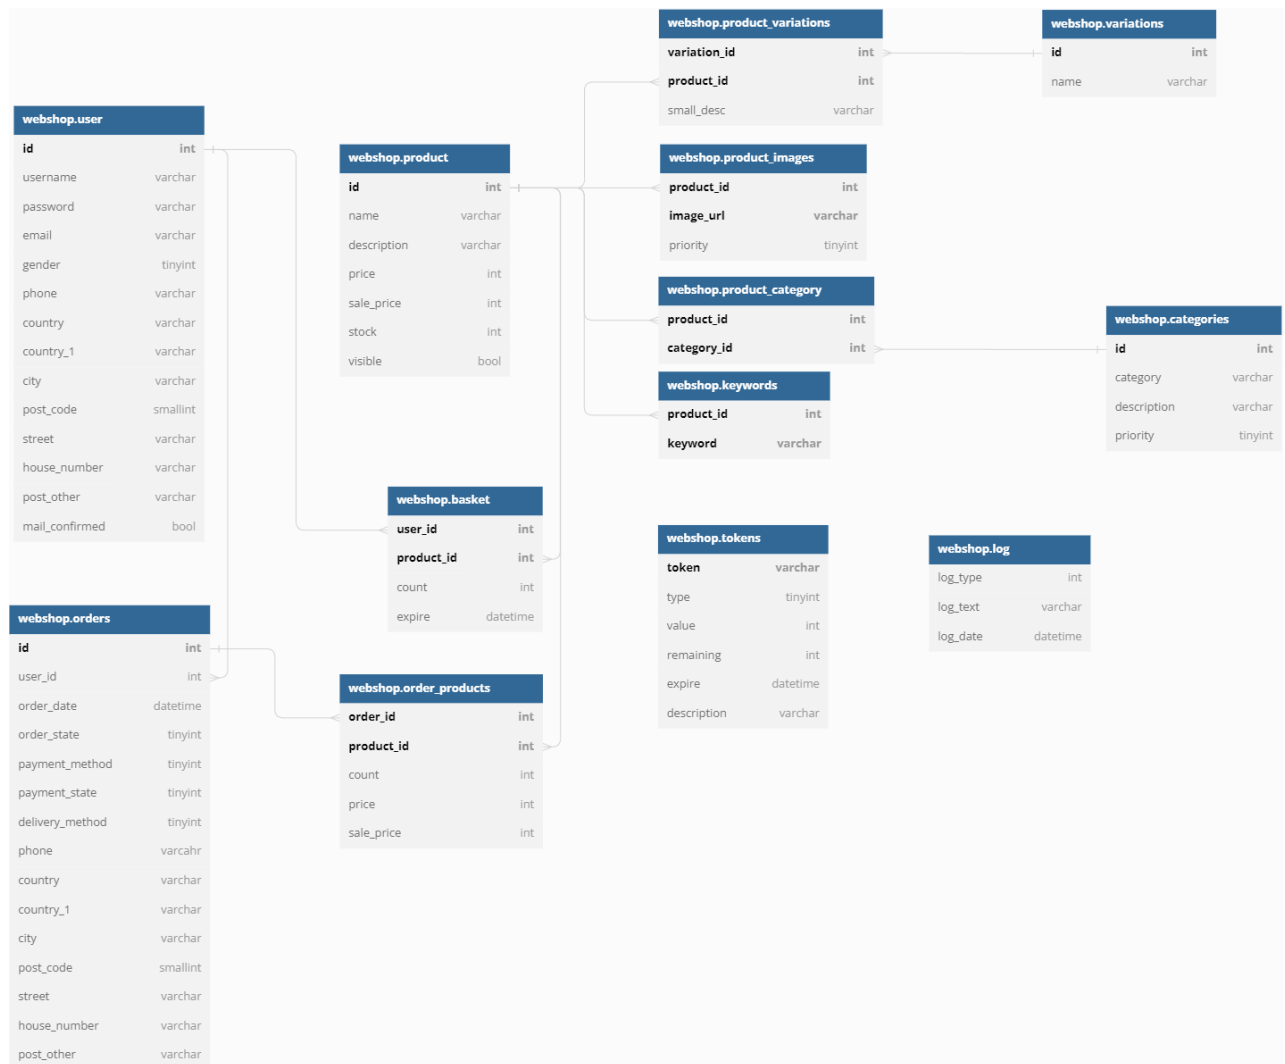 webshop.product_variations
variation_id int
product_id int
small_desc varchar
webshop.variations
id int
name varchar
webshop.user
id int
username varchar
password varchar
email varchar
gender tinyint
phone varchar
country varchar
country_1 varchar
city varchar
post_code smallint
street varchar
house_number varchar
post_other varchar
mail_confirmed bool
webshop.product
id int
name varchar
description varchar
price int
sale_price int
stock int
visible bool
webshop.product_images
product_id int
image_url varchar
priority tinyint
webshop.product_category
product_id int
category_id int
webshop.categories
id int
category varchar
description varchar
priority tinyint
webshop.keywords
product_id int
keyword varchar
webshop.basket
user_id int
product_id int
count int
expire datetime
webshop.tokens
token varchar
type tinyint
value int
remaining int
expire datetime
description varchar
webshop.log
log_type int
log_text varchar
log_date datetime
webshop.orders
id int
user_id int
order_date datetime
order_state tinyint
payment_method tinyint
payment_state tinyint
delivery_method tinyint
phone varcahr
country varchar
country_1 varchar
city varchar
post_code smallint
street varchar
house_number varchar
post_other varchar
webshop.order_products
order_id int
product_id int
count int
price int
sale_price int